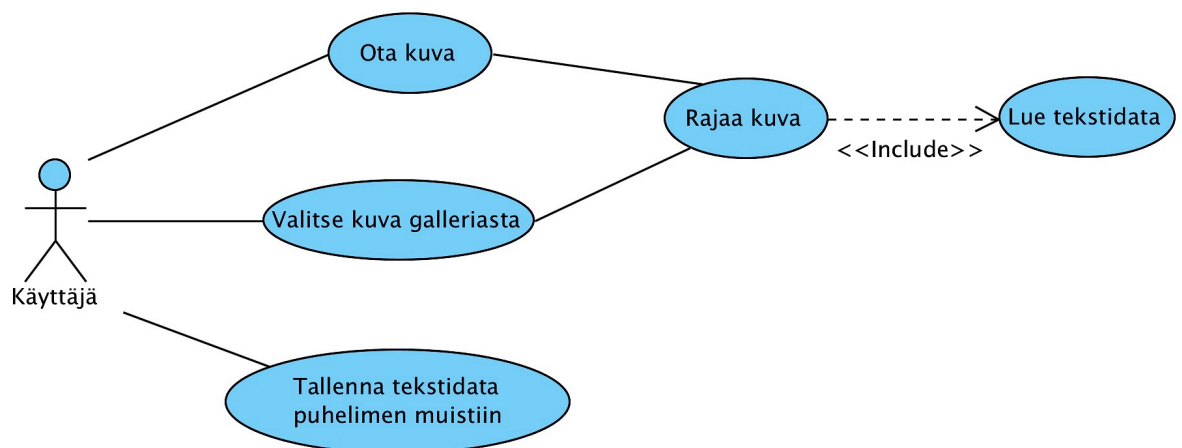 Ota kuva
Rajaa kuva
Lue tekstidata
<<Include>>
Valitse kuva galleriasta
Käyttäjä
Tallenna tekstidata
puhelimen muistiin